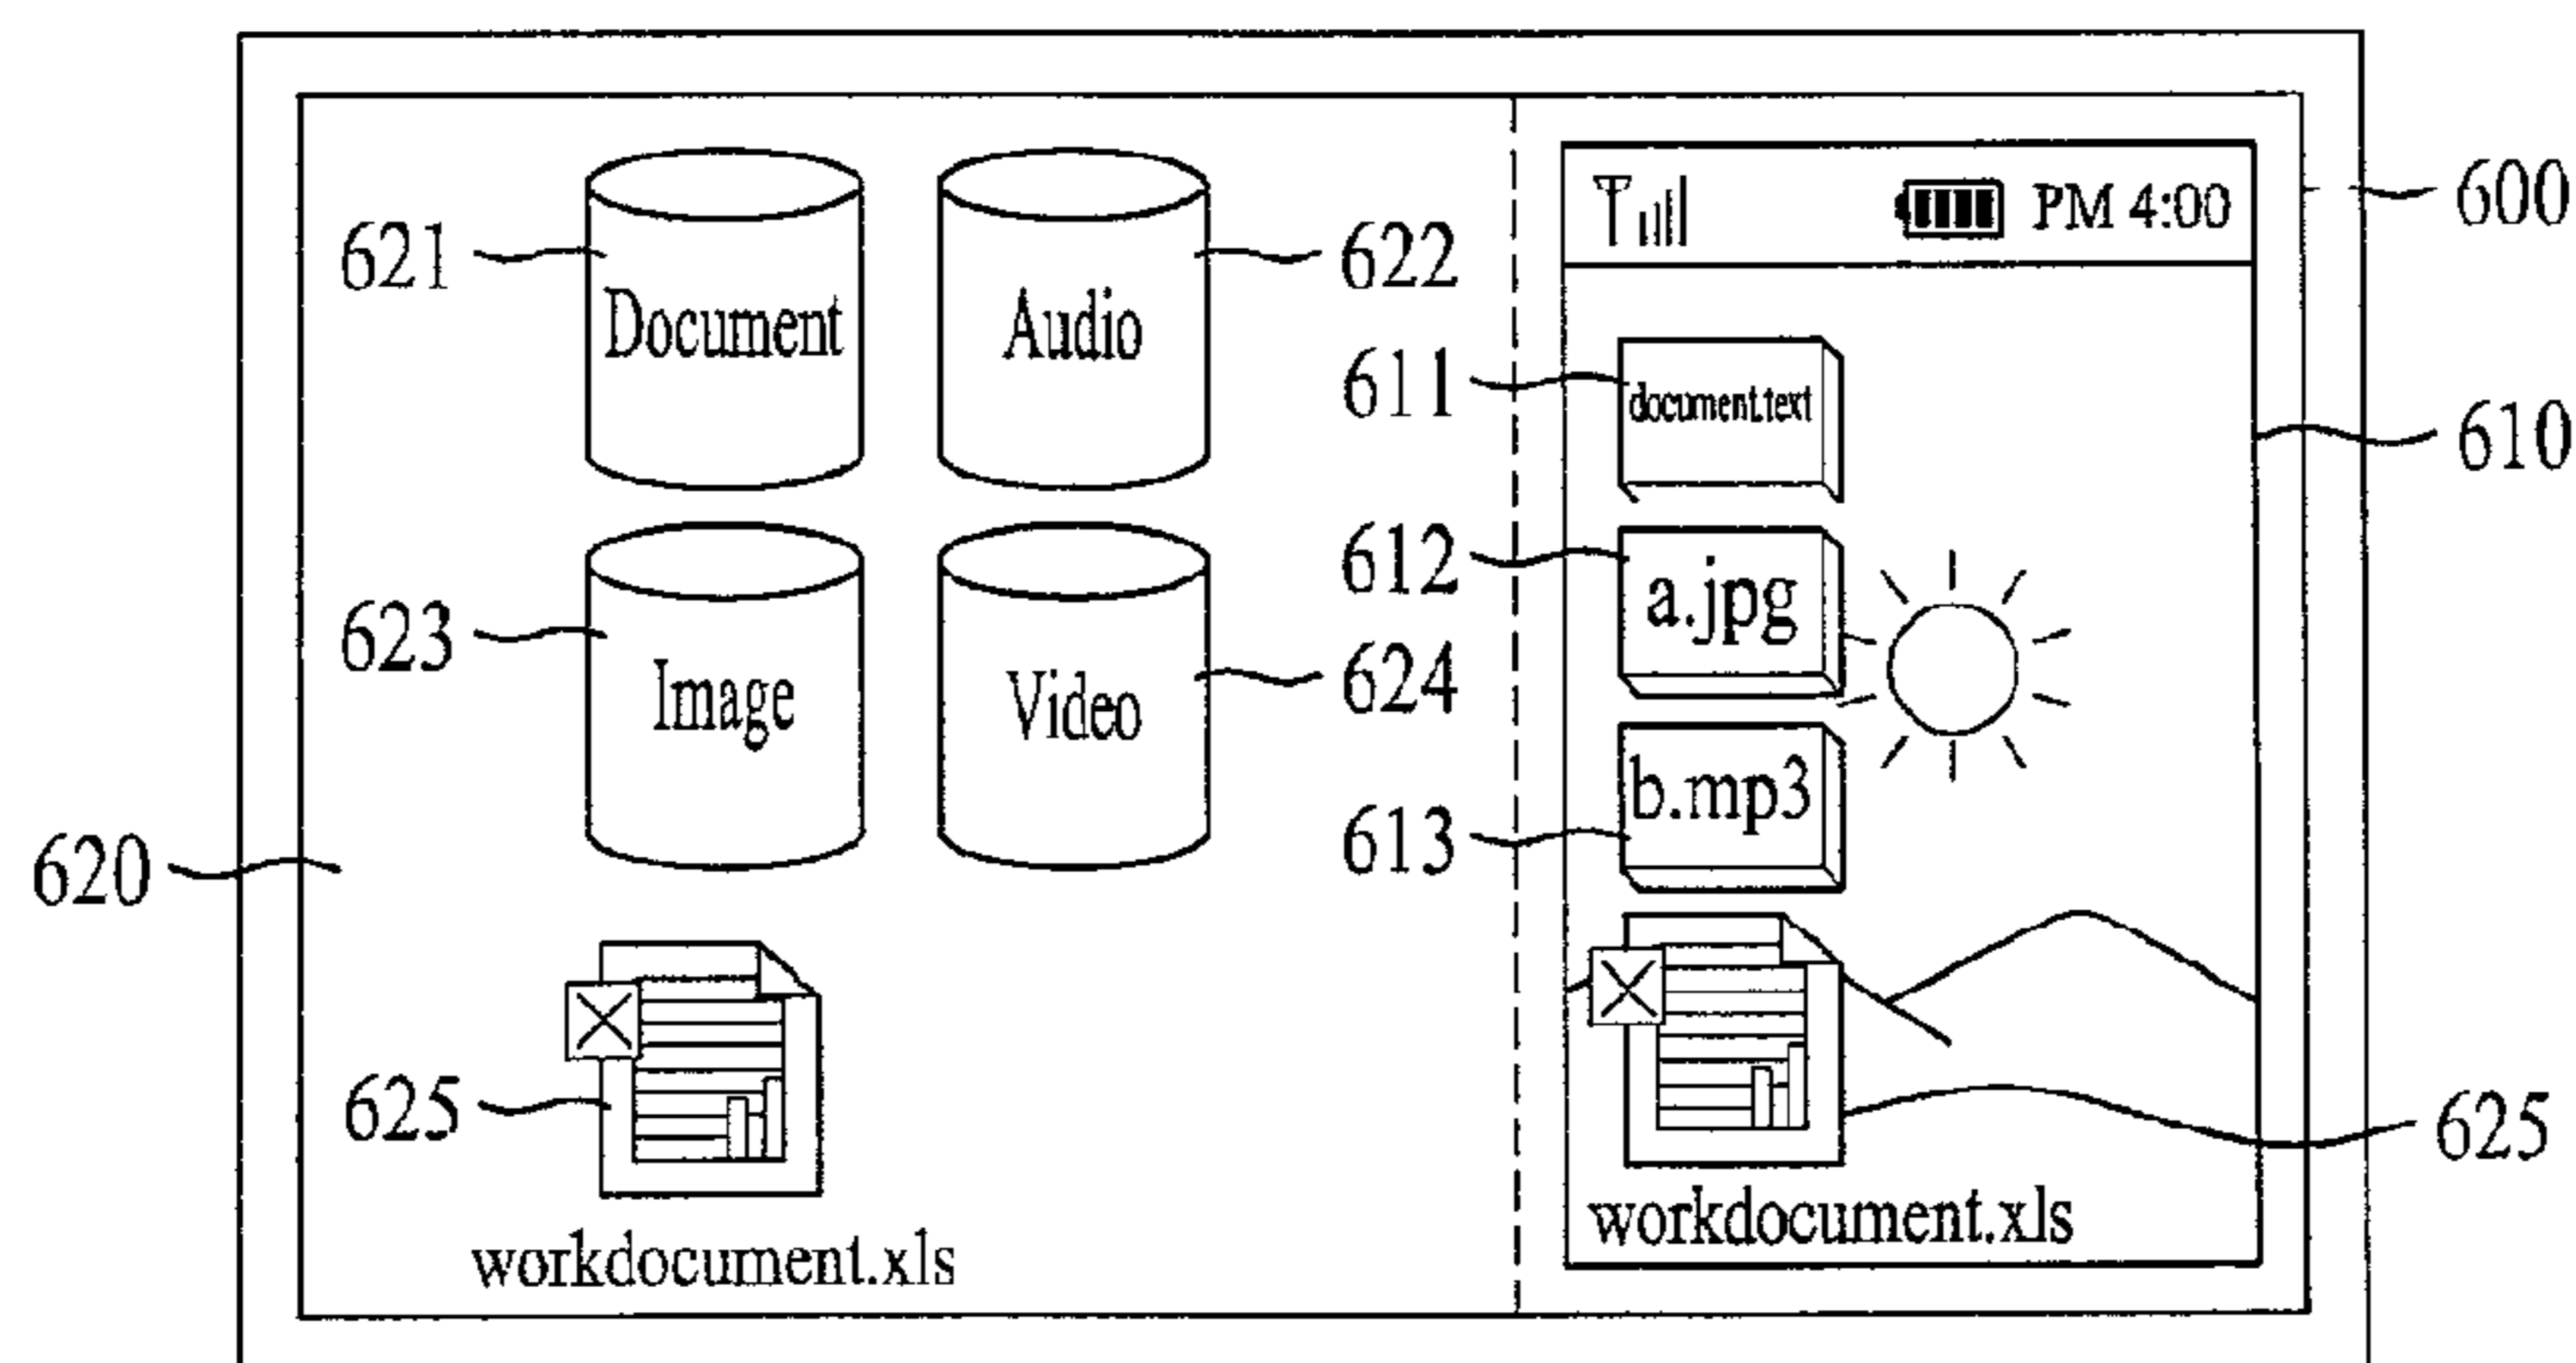 PM 4:00
600
621
Document
Audio
622
611
document.text
610
612
a.jpg
623
Image
Video
624
b.mp3
613
620
625
workdocument.xls
workdocument.xls
625